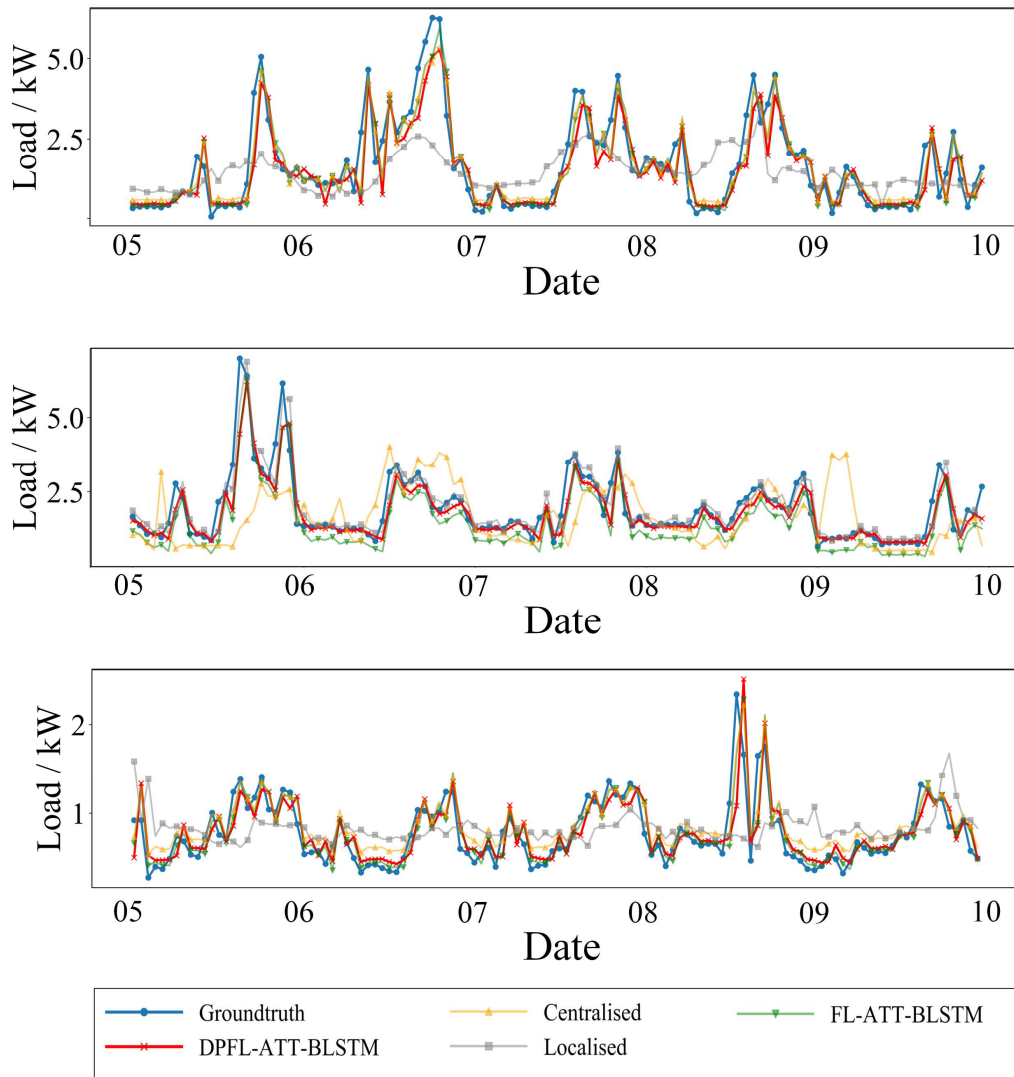 Load / kW
5.0
2.5
05 06 07 08 09 10
Date
Load / kW
5.0
2.5
05 06 07 08 09 10
Date
Load / kW
2
1
05 06 07 08 09 10
Date
Groundtruth Centralised FL-ATT-BLSTM
DPFL-ATT-BLSTM Localised